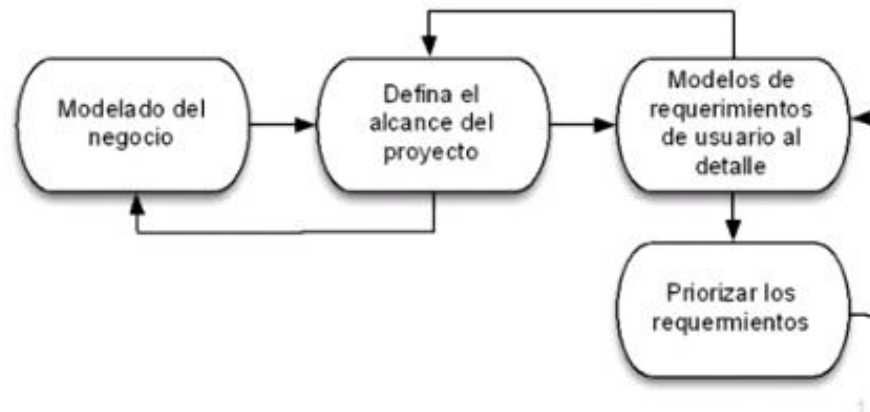 Modelado del
negocio
Defina el
alcance del
proyecto
Modelos de
requerimientos
de usuario al
detalle
Priorizar los
requermientos